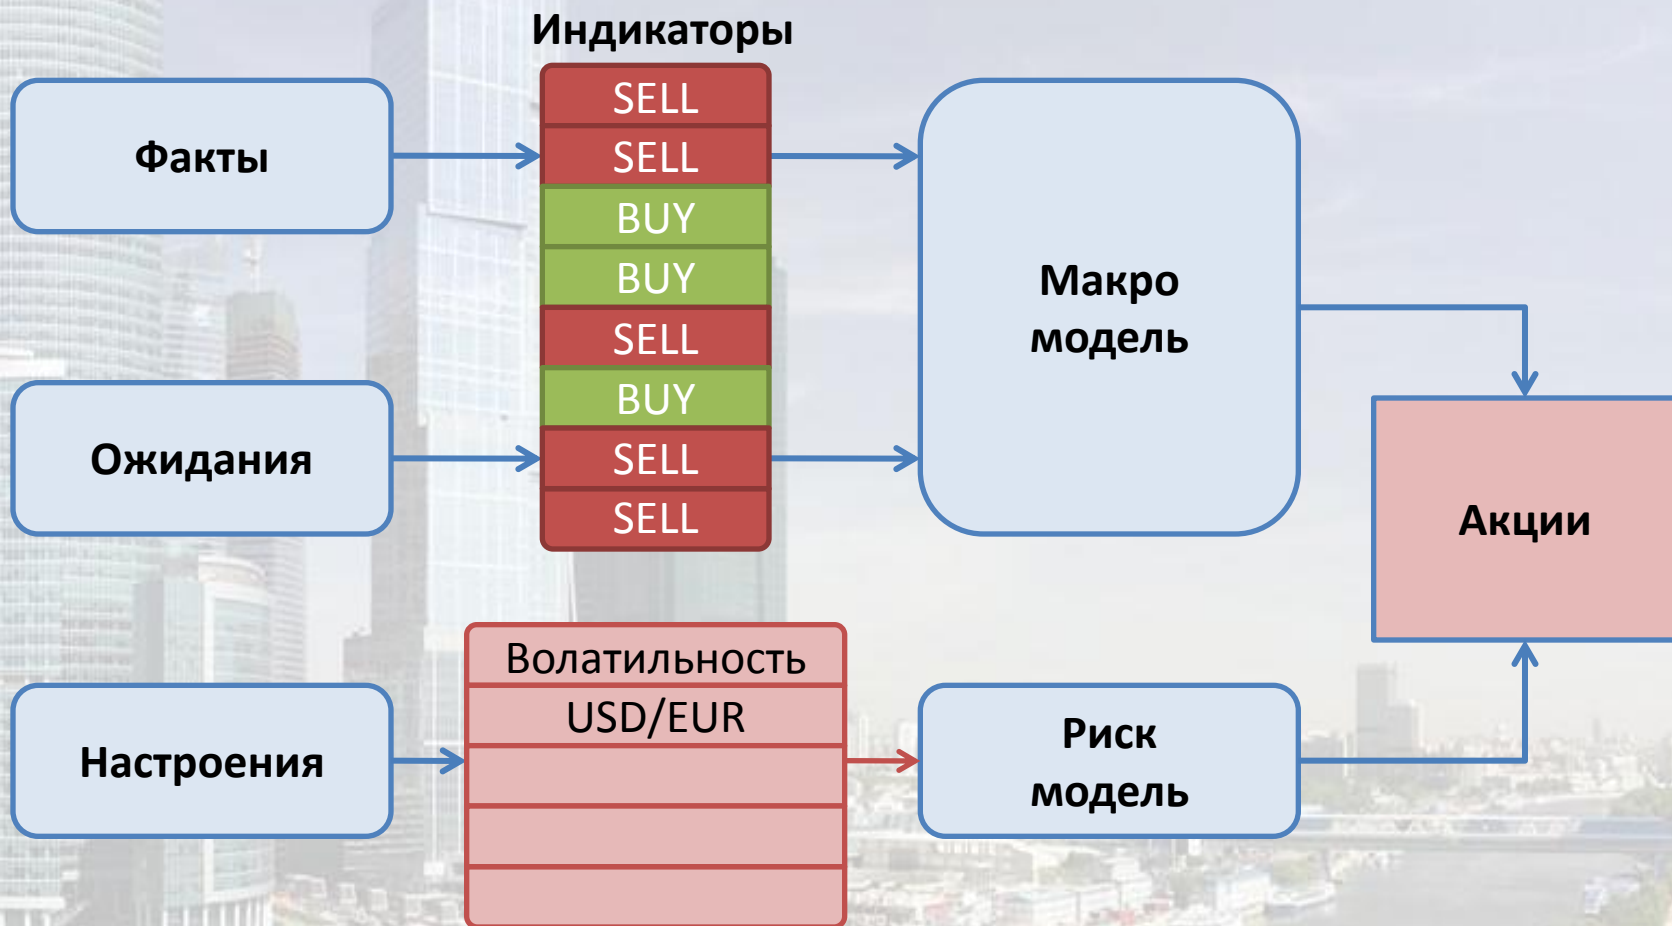 Индикаторы
Факты
SELL
SELL
BUY
BUY
SELL
BUY
SELL
SELL
Ожидания
Макро
модель
Акции
Настроения
Волатильность
USD/EUR
Риск
модель